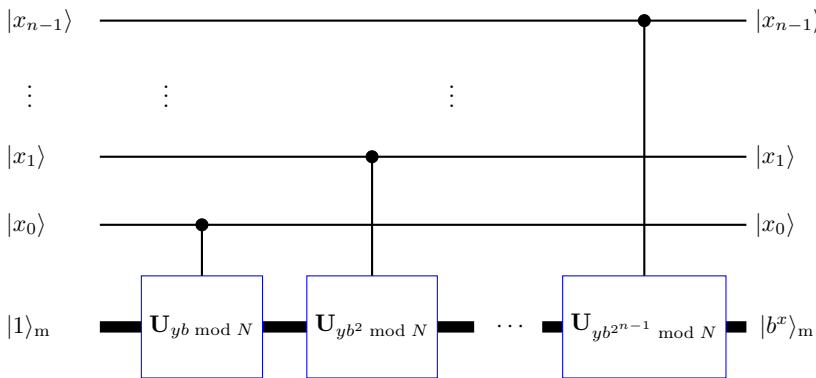 |x_{n−1}⟩ |x_{n−1}⟩
⋮ ⋮ ⋮
|x_1⟩ |x_1⟩
|x_0⟩ |x_0⟩
|1⟩_m U_{yb mod N} U_{yb^2 mod N} ⋯ U_{yb^{2^{n−1}} mod N} |b^x⟩_m